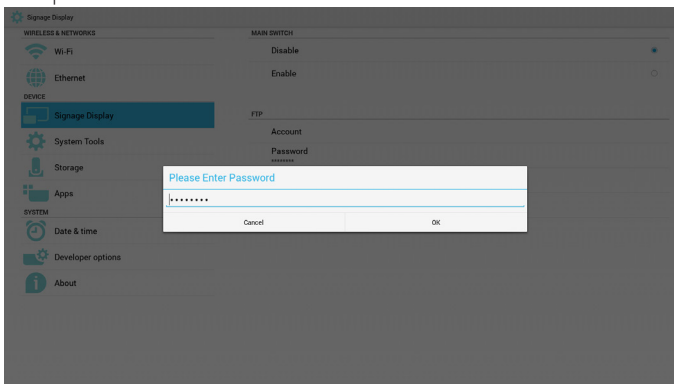 Signage Display
WIRELESS & NETWORKS
Wi-Fi
Ethernet
DEVICE
Signage Display
System Tools
Storage
Apps
SYSTEM
Date & time
Developer options
About
MAIN SWITCH
Disable
Enable
FTP
Account
Password
********
Please Enter Password
••••••••
Cancel
OK